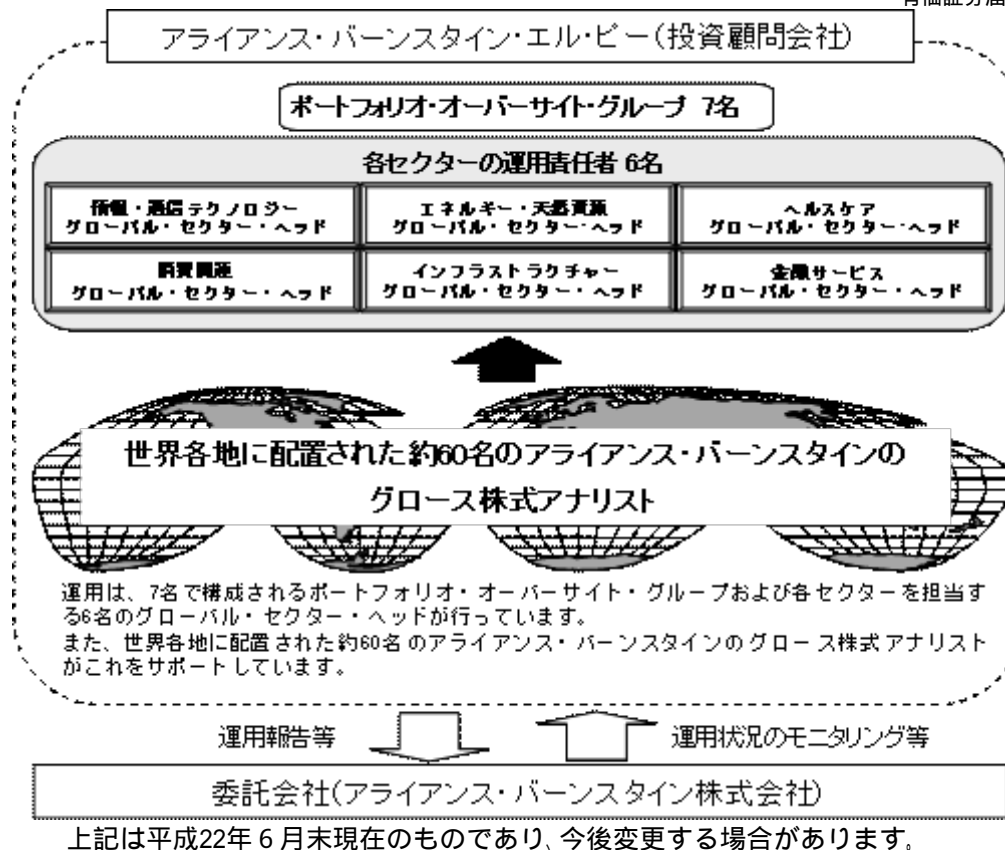 アライアンス・バーンスタイン・エル・ピー(投資顧問会社)
ポートフォリオ・オーバーサイト・グループ 7名
各セクターの運用責任者 6名
情報・通信テクノロジー
グローバル・セクター・ヘッド
エネルギー・天然資源
グローバル・セクター・ヘッド
ヘルスケア
グローバル・セクター・ヘッド
消費関連
グローバル・セクター・ヘッド
インフラストラクチャー
グローバル・セクター・ヘッド
金融サービス
グローバル・セクター・ヘッド
世界各地に配置された約60名のアライアンス・バーンスタインの
グロース株式アナリスト
運用は、7名で構成されるポートフォリオ・オーバーサイト・グループおよび各セクターを担当す
る6名のグローバル・セクター・ヘッドが行っています。
また、世界各地に配置された約60名のアライアンス・バーンスタインのグロース株式アナリスト
がこれをサポートしています。
運用報告等
運用状況のモニタリング等
委託会社(アライアンス・バーンスタイン株式会社)
上記は平成22年6月末現在のものであり、今後変更する場合があります。